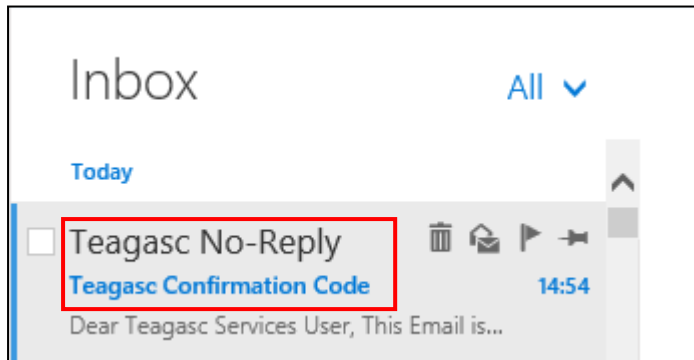 Inbox
All
Today
Teagasc No-Reply
Teagasc Confirmation Code 14:54
Dear Teagasc Services User, This Email is...